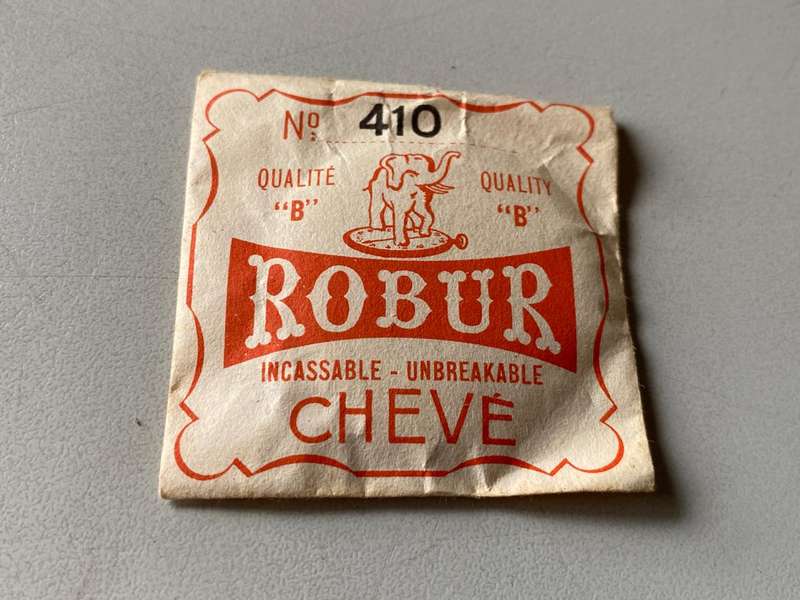 Nº: 410
QUALITÉ QUALITY
"B" "B"
ROBUR
INCASSABLE - UNBREAKABLE
CHEVÉ